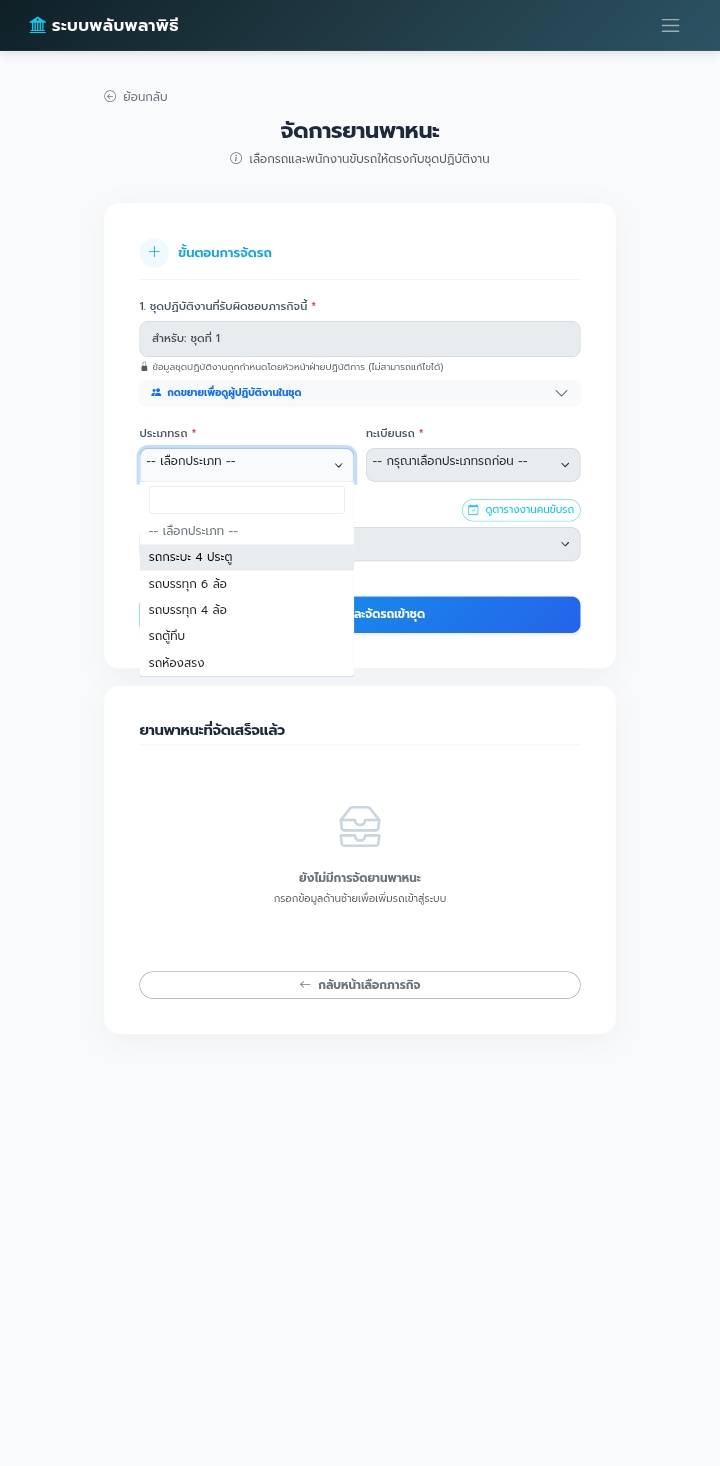 ระบบพลับพลาพิธี
ย้อนกลับ
จัดการยานพาหนะ
เลือกรถและพนักงานขับรถให้ตรงกับชุดปฏิบัติงาน
ขั้นตอนการจัดรถ
1. ชุดปฏิบัติงานที่รับผิดชอบภารกิจนี้ *
สำหรับ: ชุดที่ 1
ข้อมูลชุดปฏิบัติงานถูกกำหนดโดยหัวหน้าฝ่ายปฏิบัติการ (ไม่สามารถแก้ไขได้)
กดขยายเพื่อดูผู้ปฏิบัติงานในชุด
ประเภทรถ * ทะเบียนรถ *
-- เลือกประเภท -- -- กรุณาเลือกประเภทรถก่อน --
ดูตารางงานคนขับรถ
-- เลือกประเภท --
รถกระบะ 4 ประตู
รถบรรทุก 6 ล้อ
รถบรรทุก 4 ล้อ
ละจัดรถเข้าชุด
รถตู้ทึบ
รถห้องสรง
ยานพาหนะที่จัดเสร็จแล้ว
ยังไม่มีการจัดยานพาหนะ
กรอกข้อมูลด้านซ้ายเพื่อเพิ่มรถเข้าสู่ระบบ
กลับหน้าเลือกภารกิจ